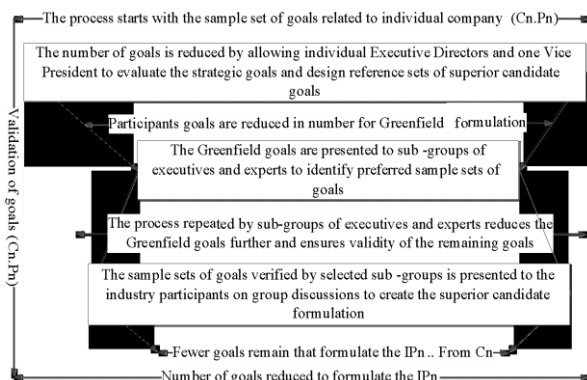 The process starts with the sample set of goals related to individual company (Cn.Pn)
The number of goals is reduced by allowing individual Executive Directors and one Vice
President to evaluate the strategic goals and design reference sets of superior candidate
goals
Participants goals are reduced in number for Greenfield formulation
The Greenfield goals are presented to sub -groups of
executives and experts to identify preferred sample sets of
goals
Validation of goals (Cn.Pn)
The process repeated by sub-groups of executives and experts reduces the
Greenfield goals further and ensures validity of the remaining goals
The sample sets of goals verified by selected sub -groups is presented to the
industry participants on group discussions to create the superior candidate
formulation
Fewer goals remain that formulate the IPn .. From Cn
Number of goals reduced to formulate the IPn